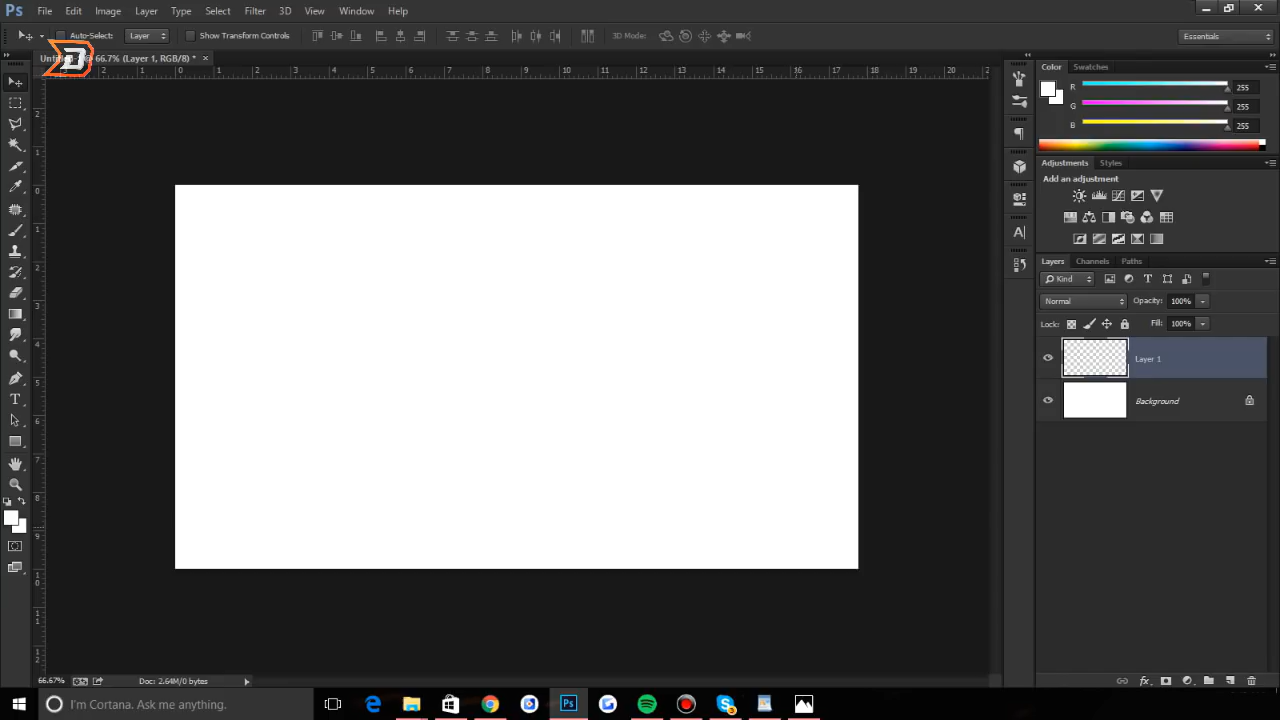 Ps File Edit Image Layer Type Select Filter 3D View Window Help
Auto-Select: Layer Show Transform Controls 3D Mode: Essentials
@ 66.7% (Layer 1, RGB/8) * ×
Color Swatches
R 255
G 255
B 255
Adjustments Styles
Add an adjustment
Layers Channels Paths
Kind
Normal Opacity: 100%
Lock: Fill: 100%
Layer 1
Background
66.67% Doc: 2.64M/0 bytes
I'm Cortana. Ask me anything.